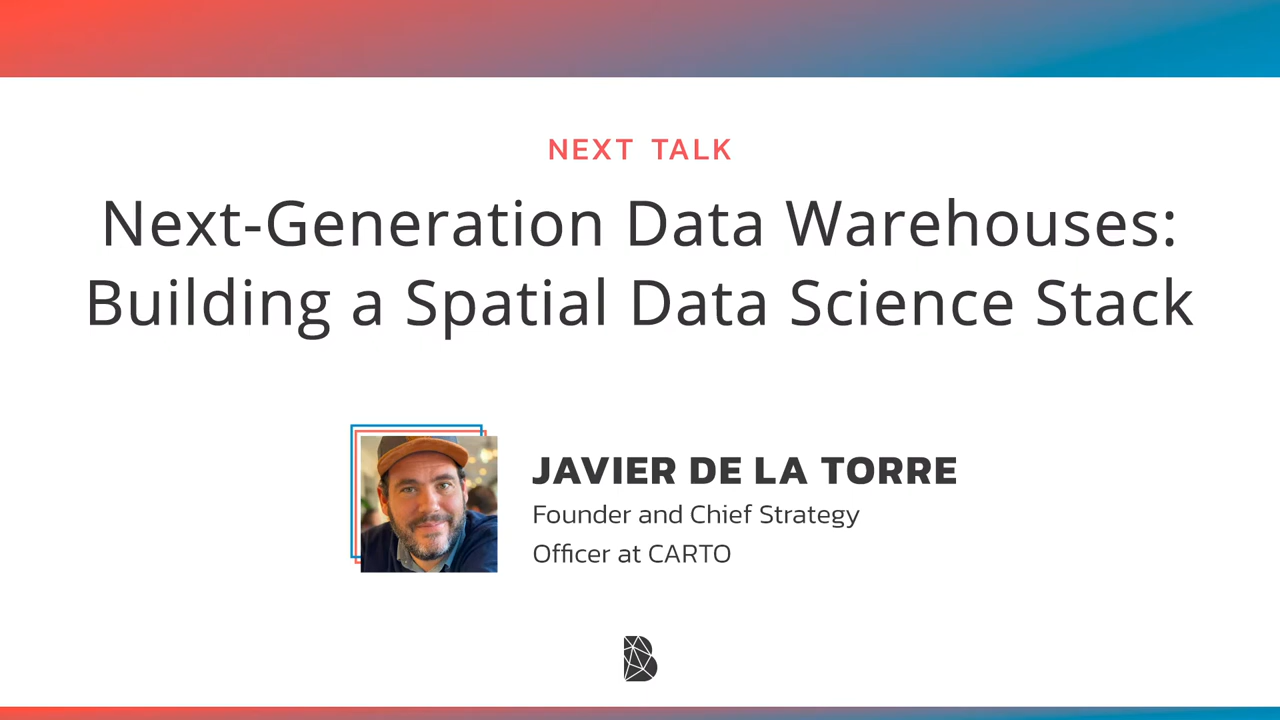 NEXT TALK
Next-Generation Data Warehouses:
Building a Spatial Data Science Stack
JAVIER DE LA TORRE
Founder and Chief Strategy
Officer at CARTO
B